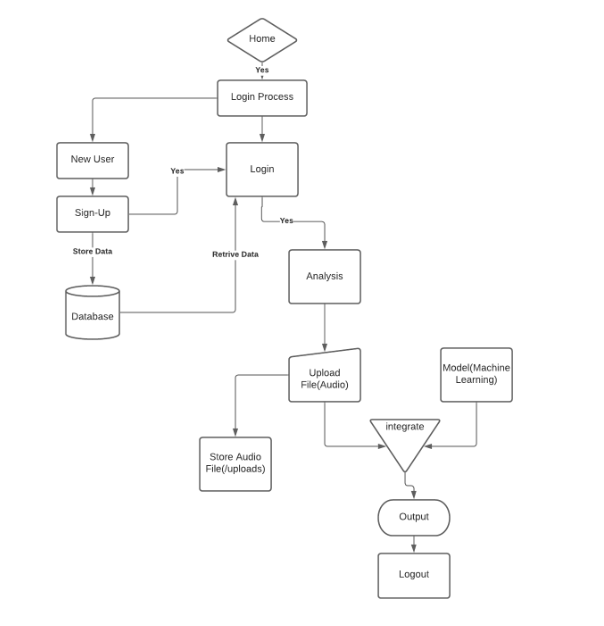 Home
Yes
Login Process
New User
Login
Yes
Sign-Up
Yes
Store Data
Retrive Data
Analysis
Database
Upload
File(Audio)
Model(Machine
Learning)
integrate
Store Audio
File(/uploads)
Output
Logout